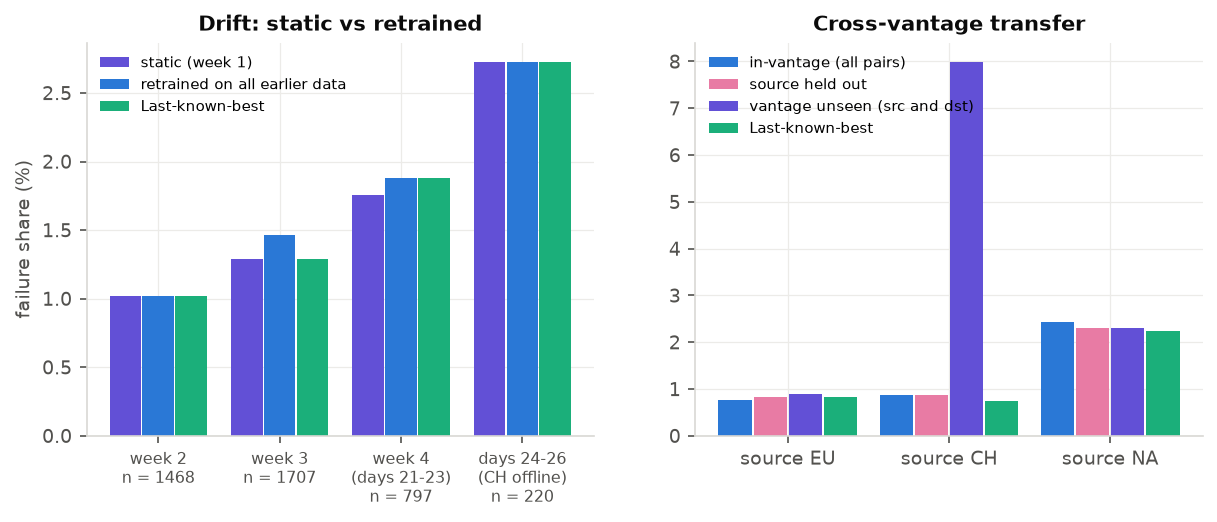 Drift: static vs retrained
static (week 1)
retrained on all earlier data
Last-known-best
failure share (%)
2.5
2.0
1.5
1.0
0.5
0.0
week 2
n = 1468
week 3
n = 1707
week 4
(days 21-23)
n = 797
days 24-26
(CH offline)
n = 220
Cross-vantage transfer
in-vantage (all pairs)
source held out
vantage unseen (src and dst)
Last-known-best
8
7
6
5
4
3
2
1
0
source EU
source CH
source NA